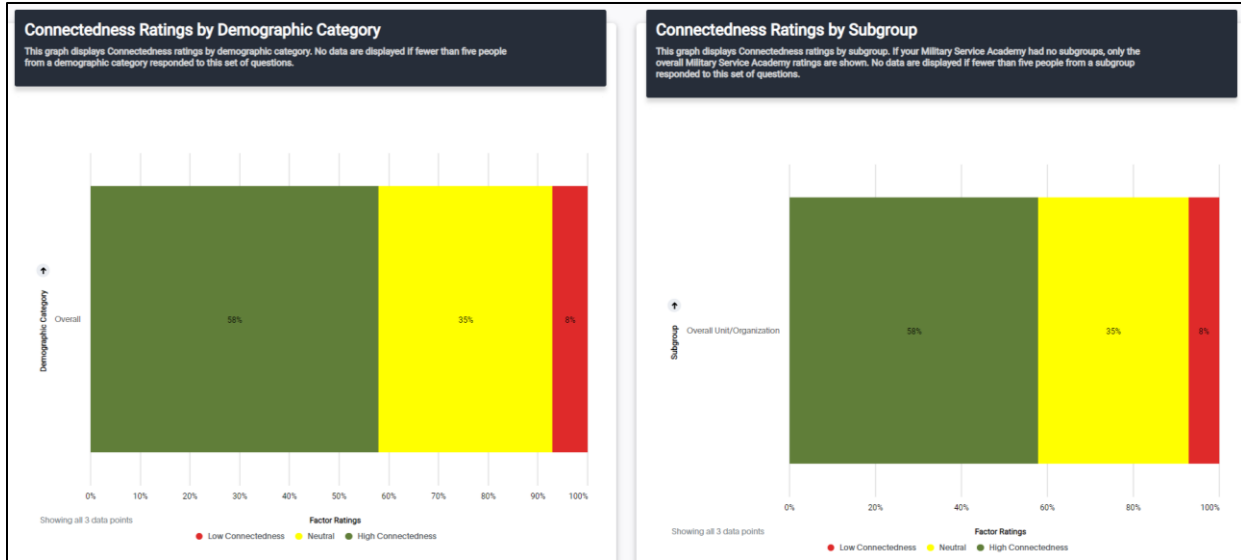 Connectedness Ratings by Demographic Category
This graph displays Connectedness ratings by demographic category. No data are displayed if fewer than five people
from a demographic category responded to this set of questions.
Demographic Category
Overall
58%
35%
8%
0%
10%
20%
30%
40%
50%
60%
70%
80%
90%
100%
Showing all 3 data points
Factor Ratings
Low Connectedness
Neutral
High Connectedness
Connectedness Ratings by Subgroup
This graph displays Connectedness ratings by subgroup. If your Military Service Academy had no subgroups, only the
overall Military Service Academy ratings are shown. No data are displayed if fewer than five people from a subgroup
responded to this set of questions.
Subgroup
Overall Unit/Organization
58%
35%
8%
0%
20%
40%
60%
80%
100%
Showing all 3 data points
Factor Ratings
Low Connectedness
Neutral
High Connectedness